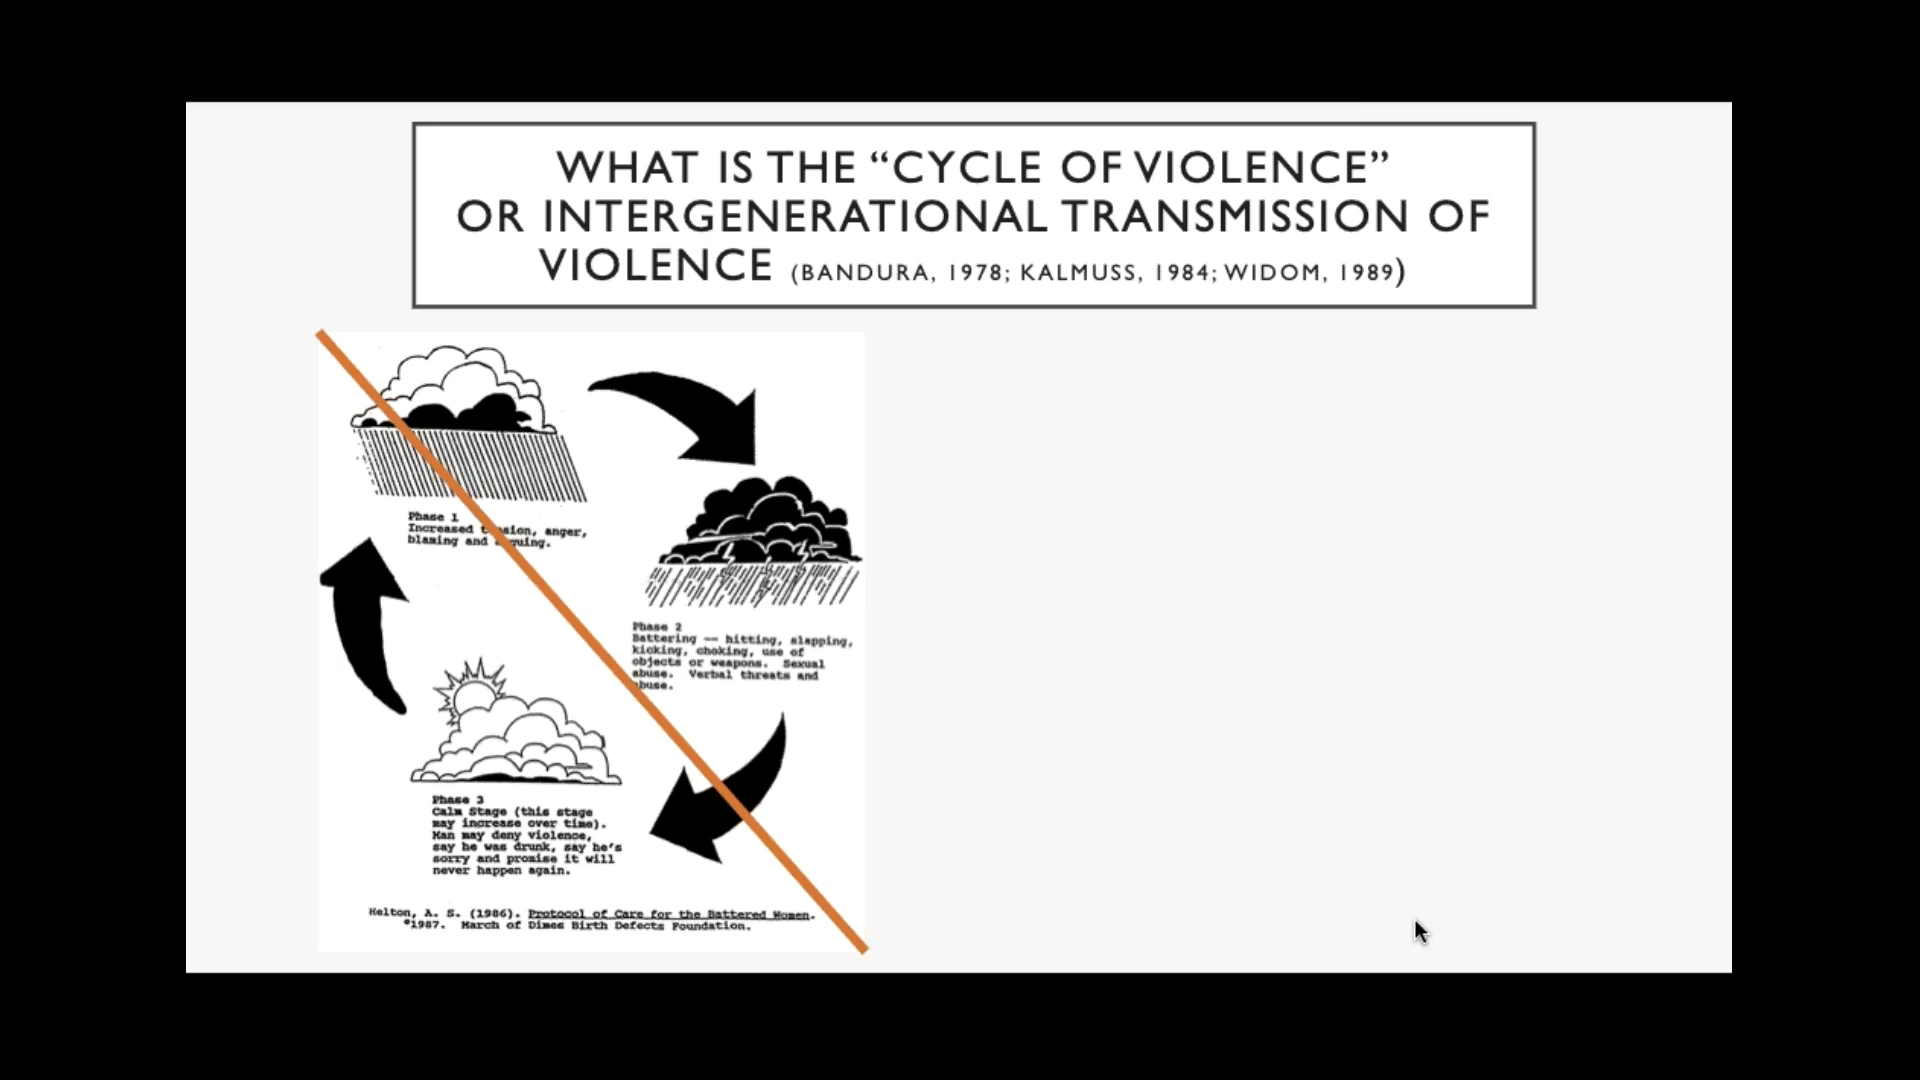 WHAT IS THE “CYCLE OF VIOLENCE”
OR INTERGENERATIONAL TRANSMISSION OF
VIOLENCE (BANDURA, 1978; KALMUSS, 1984; WIDOM, 1989)
Phase 1
Increased tension, anger,
blaming and arguing.
Phase 2
Battering -- hitting, slapping,
kicking, choking, use of
objects or weapons. Sexual
abuse. Verbal threats and
abuse.
Phase 3
Calm Stage (this stage
may increase over time).
Man may deny violence,
say he was drunk, say he's
sorry and promise it will
never happen again.
Helton, A. S. (1986). Protocol of Care for the Battered Women.
©1987. March of Dimes Birth Defects Foundation.